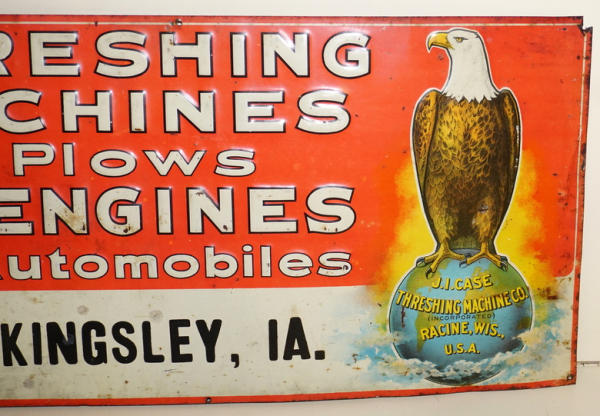 RESHING
CHINES
PLOWS
ENGINES
Automobiles
KINGSLEY, IA.
J.I. CASE
THRESHING MACHINE CO.
(INCORPORATED)
RACINE, WIS.,
U.S.A.